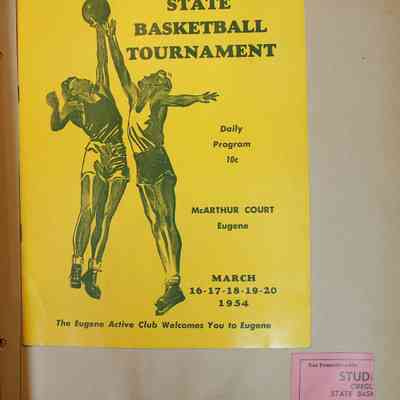 STATE
BASKETBALL
TOURNAMENT
Daily
Program
10c
McARTHUR COURT
Eugene
MARCH
16-17-18-19-20
1954
The Eugene Active Club Welcomes You to Eugene
STUD
STATE BASK